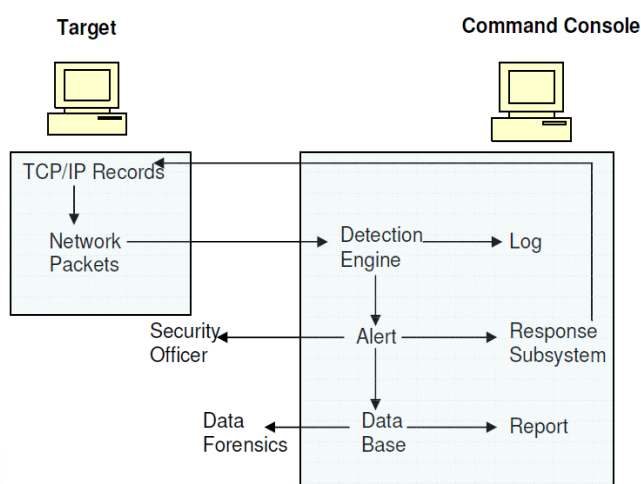 Target
Command Console
TCP/IP Records
Network
Packets
Detection
Engine
Log
Security
Officer
Alert
Response
Subsystem
Data
Forensics
Data
Base
Report